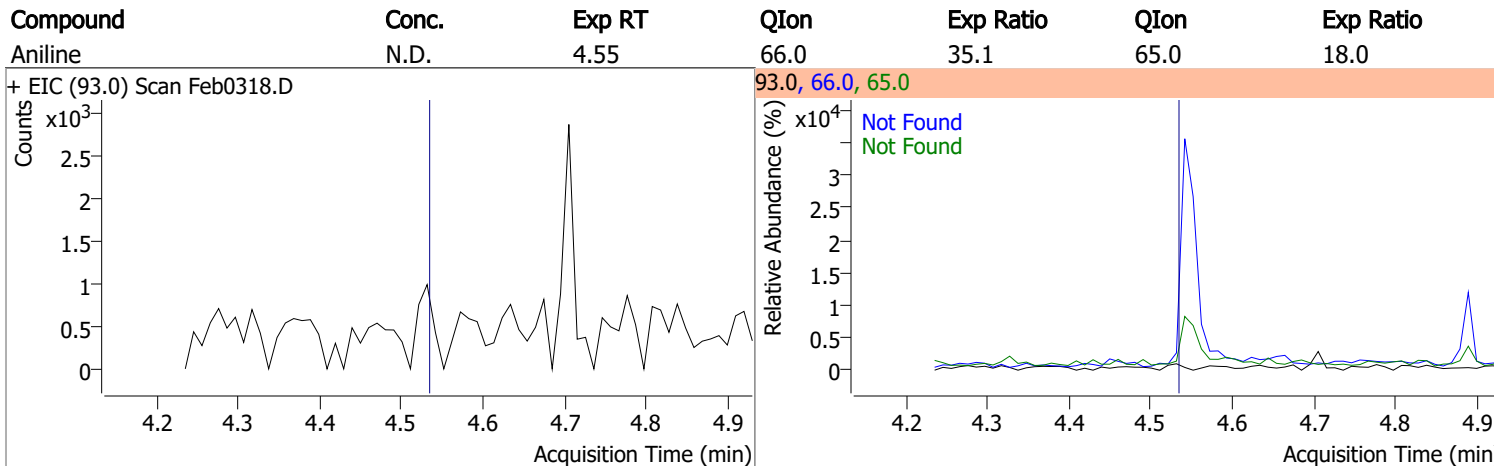 Compound Conc. Exp RT QIon Exp Ratio QIon Exp Ratio
Aniline N.D. 4.55 66.0 35.1 65.0 18.0
+ EIC (93.0) Scan Feb0318.D
Counts
x10³
2.5
2
1.5
1
0.5
0
4.2 4.3 4.4 4.5 4.6 4.7 4.8 4.9
Acquisition Time (min)
93.0, 66.0, 65.0
Relative Abundance (%)
x10⁴
Not Found
Not Found
3
2.5
2
1.5
1
0.5
0
4.2 4.3 4.4 4.5 4.6 4.7 4.8 4.9
Acquisition Time (min